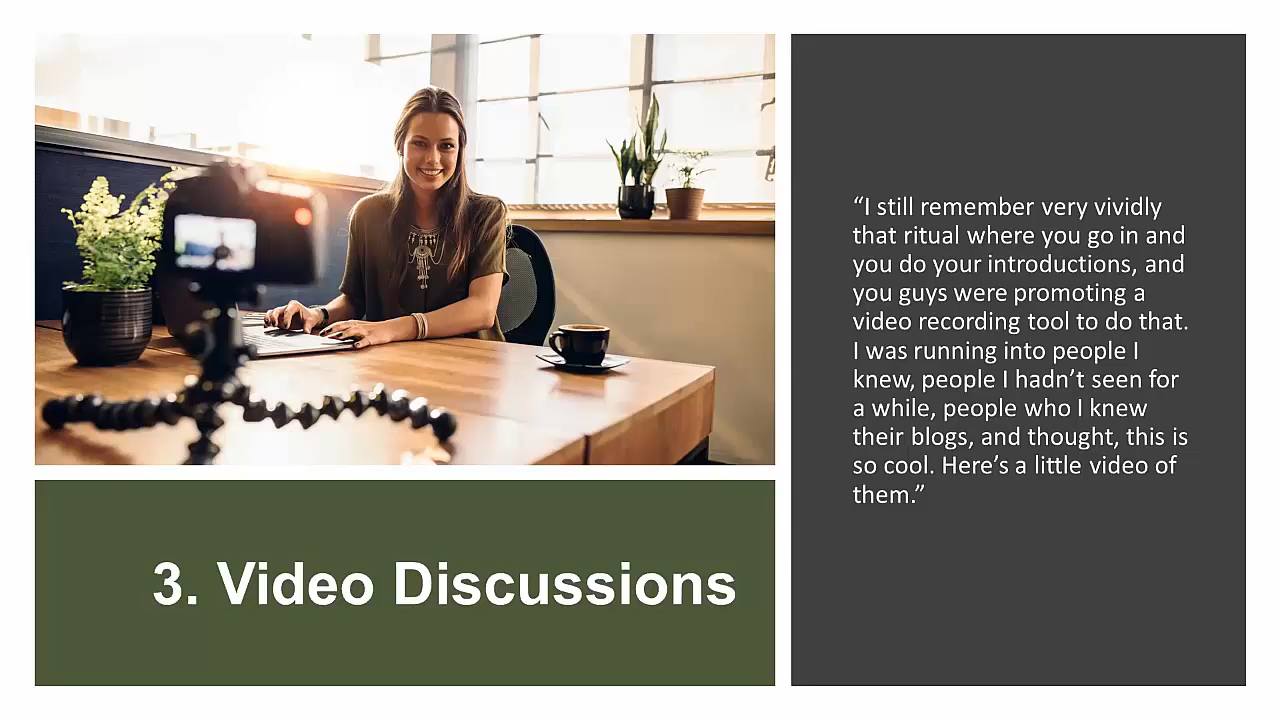 3. Video Discussions
“I still remember very vividly
that ritual where you go in and
you do your introductions, and
you guys were promoting a
video recording tool to do that.
I was running into people I
knew, people I hadn’t seen for
a while, people who I knew
their blogs, and thought, this is
so cool. Here’s a little video of
them.”